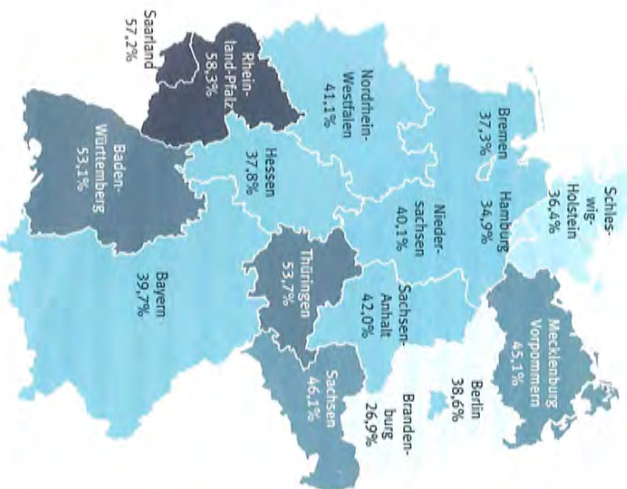 Schles-
wig-
Holstein
36,4%
Mecklenburg
Vorpommern
45,1%
Bremen
37,3%
Hamburg
34,9%
Berlin
38,6%
Nieder-
sachsen
40,1%
Sachsen-
Anhalt
42,0%
Branden-
burg
26,9%
Nordrhein-
Westfalen
41,1%
Hessen
37,8%
Thüringen
53,7%
Sachsen
46,1%
Rhein-
land-Pfalz
58,3%
Saarland
57,2%
Baden-
Württemberg
53,1%
Bayern
39,7%